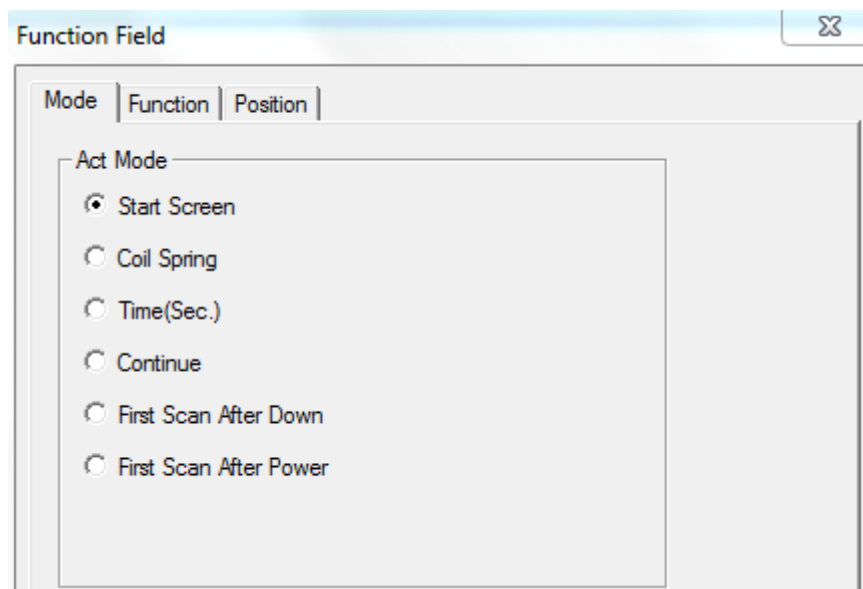 Function Field
Mode Function Position
Act Mode
Start Screen
Coil Spring
Time(Sec.)
Continue
First Scan After Down
First Scan After Power